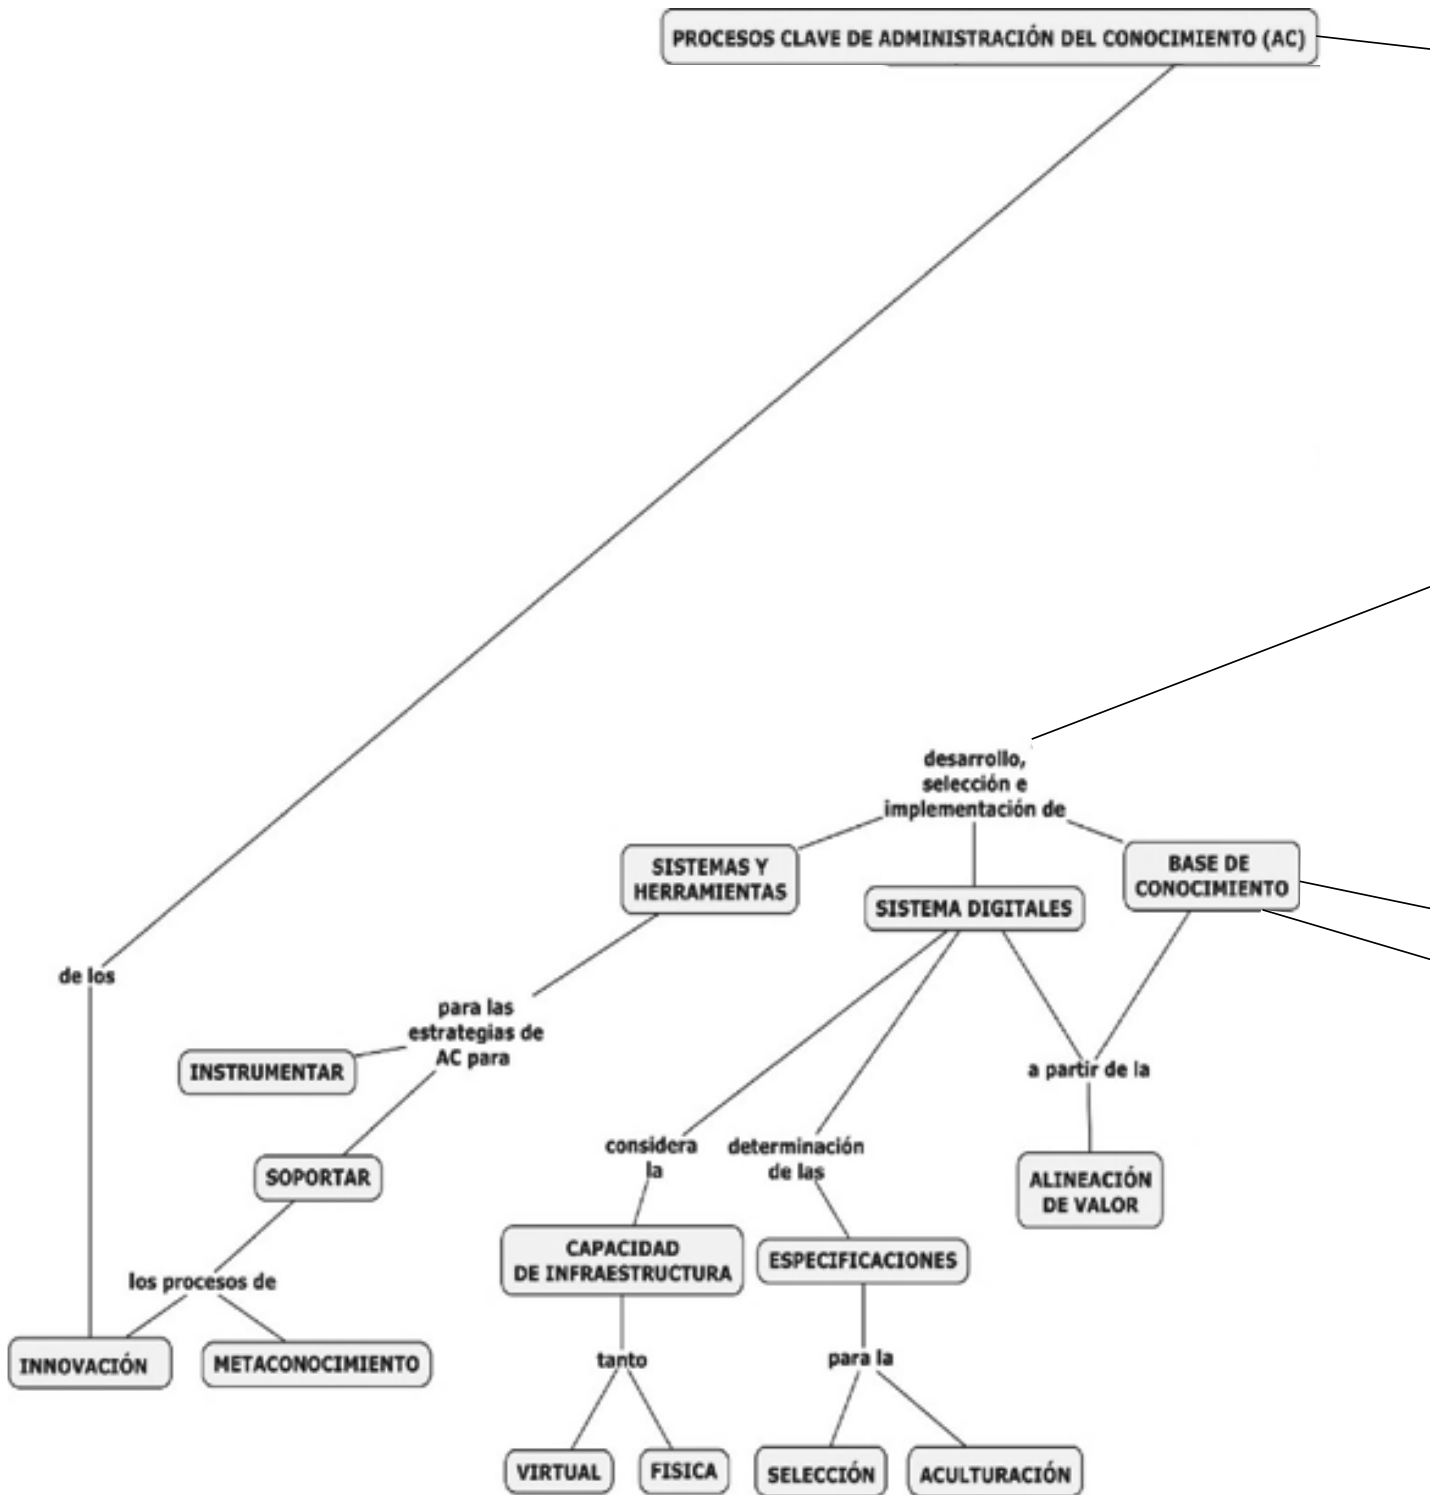 PROCESOS CLAVE DE ADMINISTRACIÓN DEL CONOCIMIENTO (AC)
desarrollo,
selección e
implementación de
SISTEMAS Y
HERRAMIENTAS
SISTEMA DIGITALES
BASE DE
CONOCIMIENTO
de los
para las
estrategias de
AC para
INSTRUMENTAR
a partir de la
considera
la
determinación
de las
SOPORTAR
ALINEACIÓN
DE VALOR
CAPACIDAD
DE INFRAESTRUCTURA
ESPECIFICACIONES
los procesos de
INNOVACIÓN
METACONOCIMIENTO
tanto
para la
VIRTUAL
FISICA
SELECCIÓN
ACULTURACIÓN